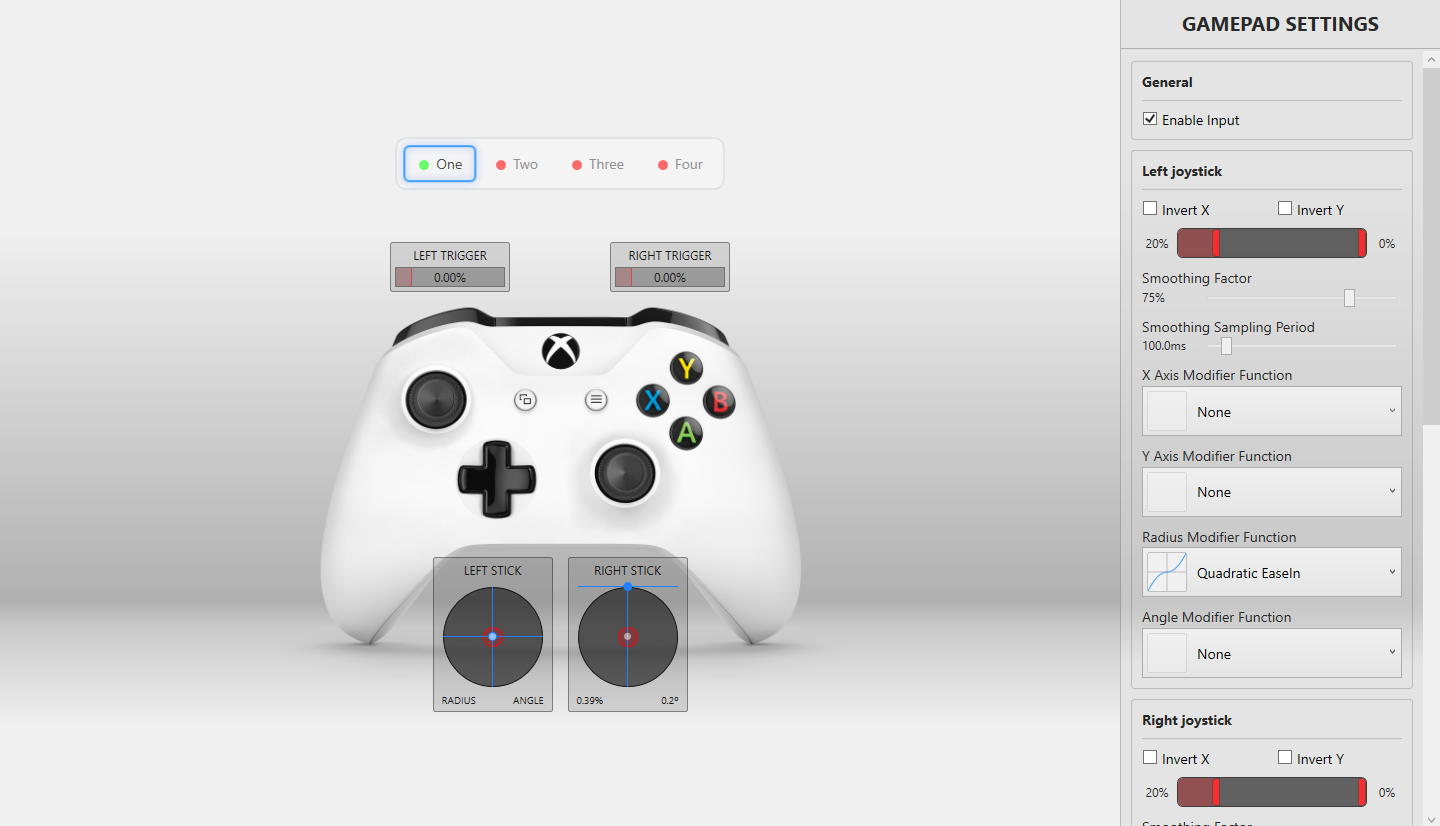 One Two Three Four
LEFT TRIGGER
0.00%
RIGHT TRIGGER
0.00%
Y
X B
A
LEFT STICK
RADIUS ANGLE
RIGHT STICK
0.39% 0.2º
GAMEPAD SETTINGS
General
Enable Input
Left joystick
Invert X Invert Y
20% 0%
Smoothing Factor
75%
Smoothing Sampling Period
100.0ms
X Axis Modifier Function
None
Y Axis Modifier Function
None
Radius Modifier Function
Quadratic EaseIn
Angle Modifier Function
None
Right joystick
Invert X Invert Y
20% 0%
Smoothing Factor